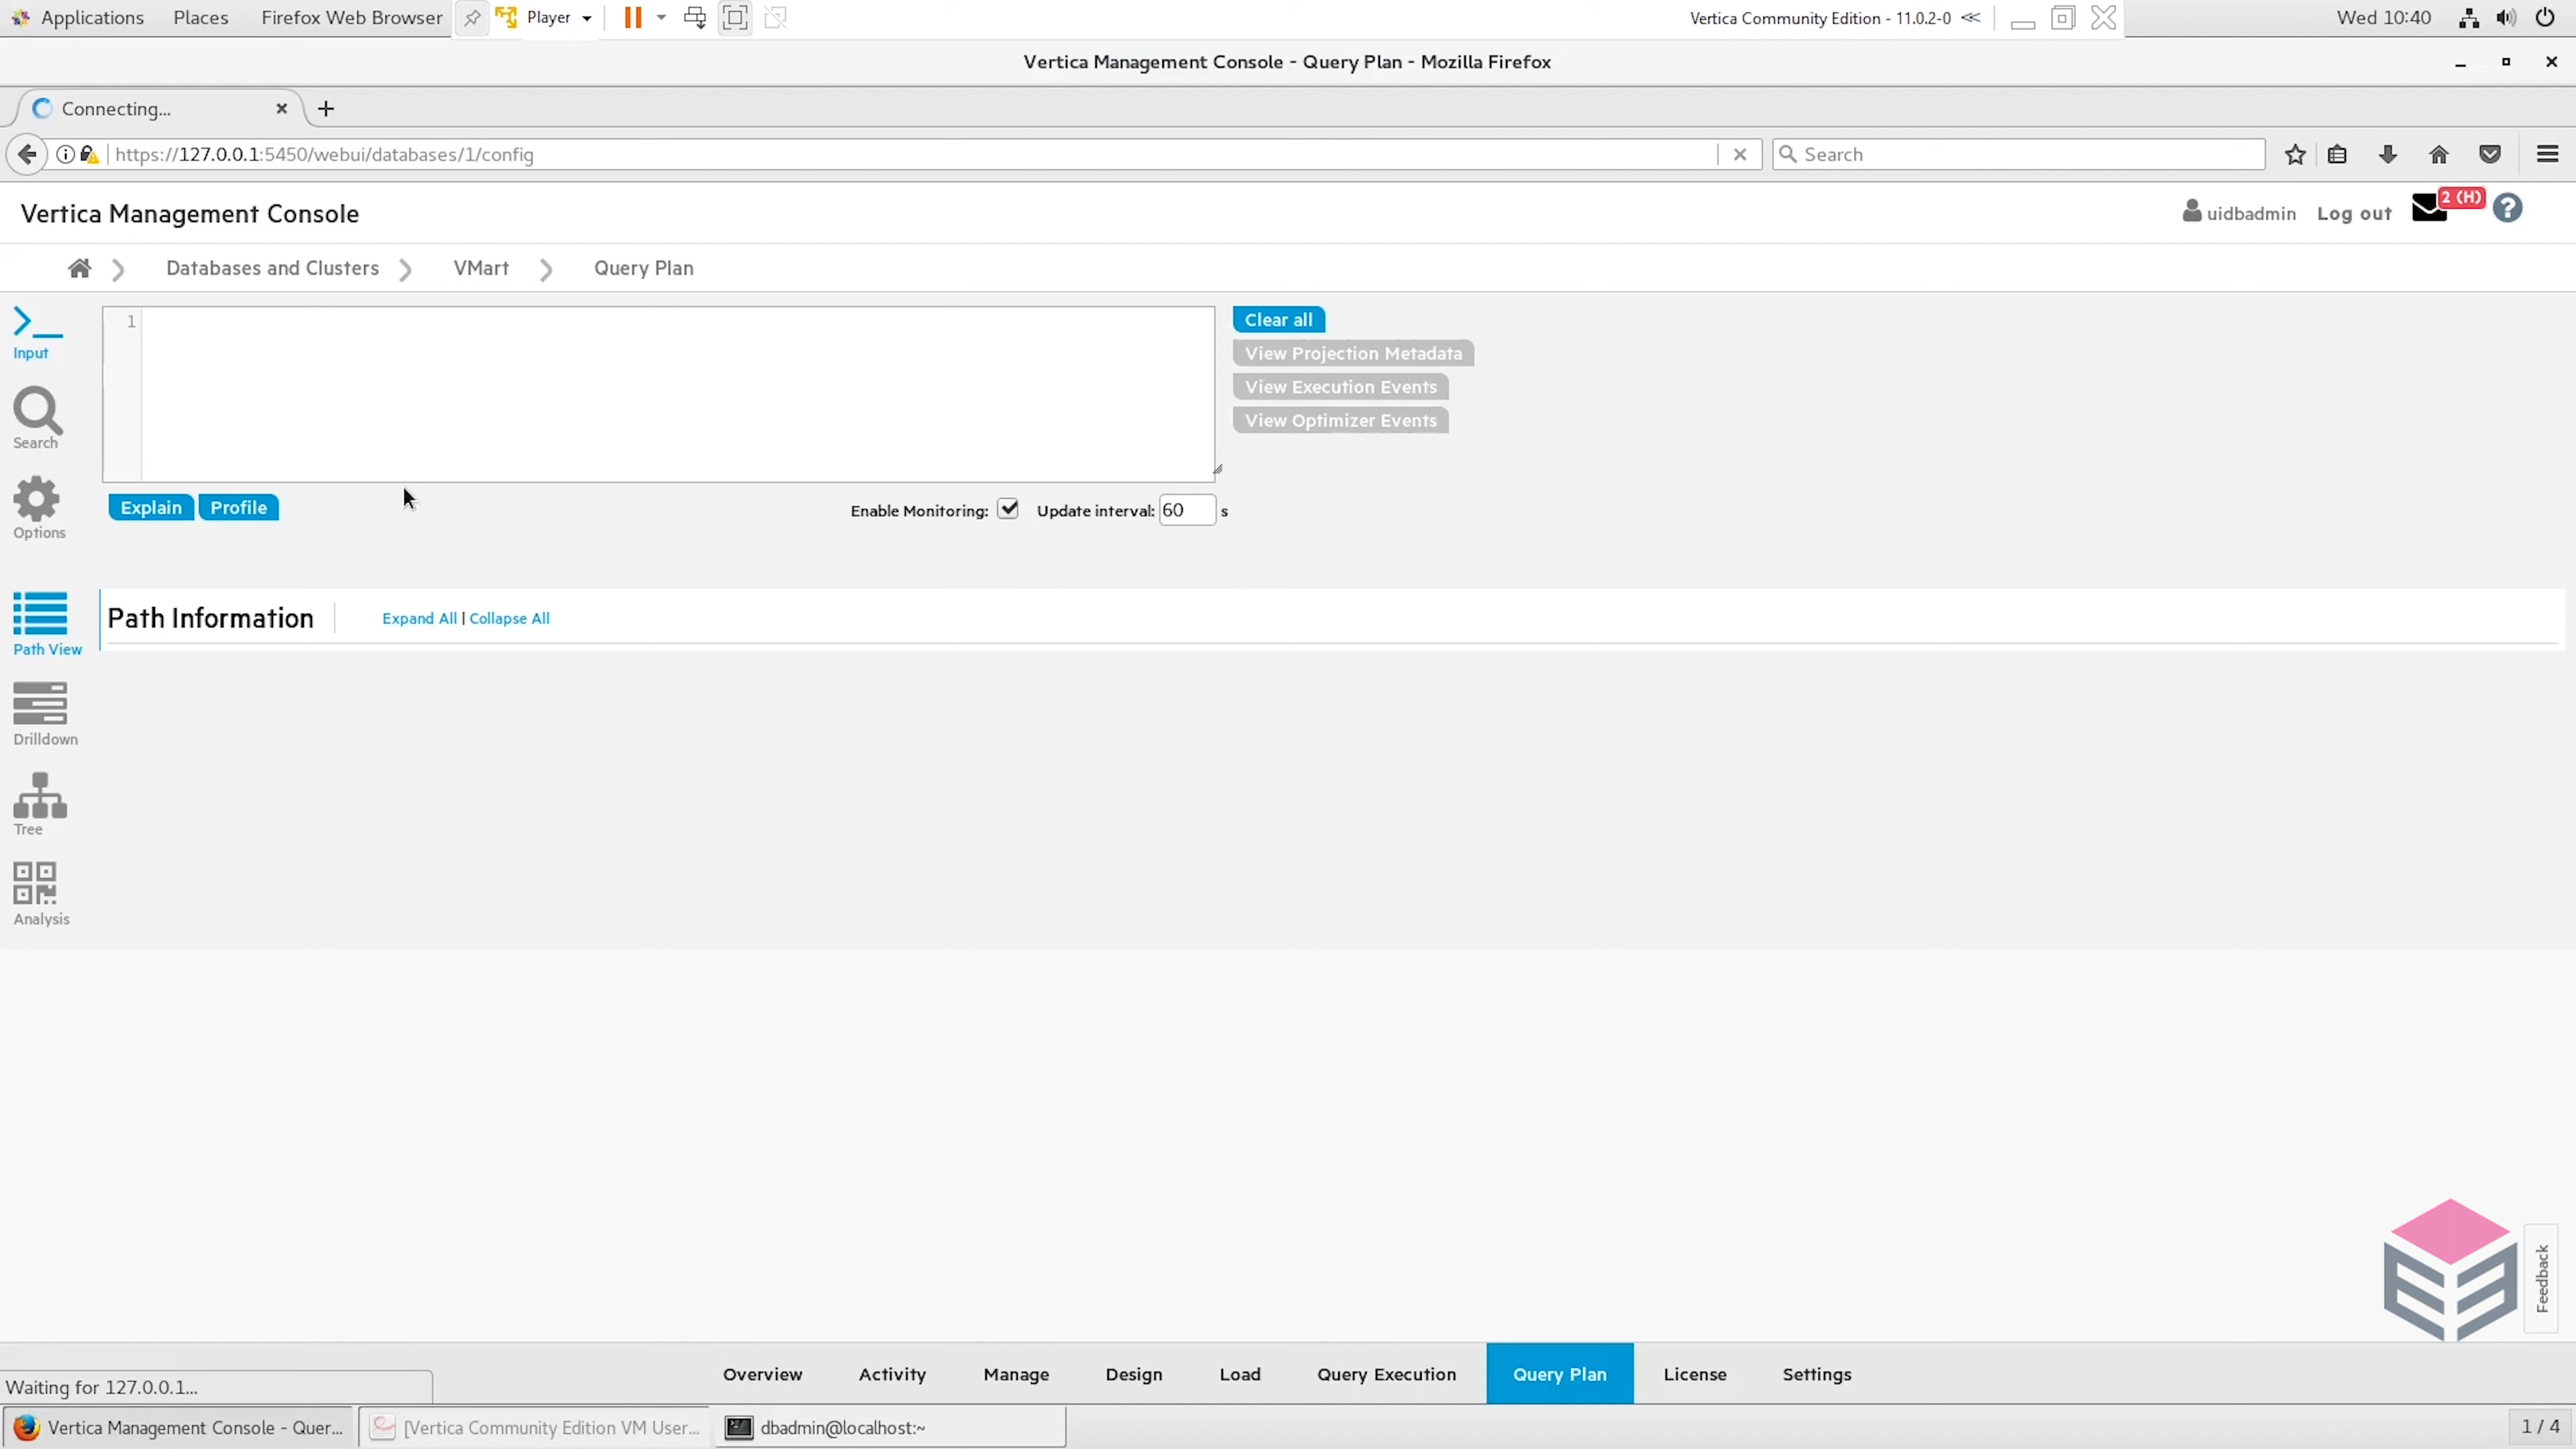 Applications Places Firefox Web Browser Player Vertica Community Edition - 11.0.2-0 Wed 10:40
Vertica Management Console - Query Plan - Mozilla Firefox
Connecting...
https://127.0.0.1:5450/webui/databases/1/config Search
Vertica Management Console uidbadmin Log out 2 (H)
Databases and Clusters VMart Query Plan
1
Input
Search
Options
Clear all
View Projection Metadata
View Execution Events
View Optimizer Events
Explain Profile Enable Monitoring: Update interval: 60 s
Path Information Expand All | Collapse All
Path View
Drilldown
Tree
Analysis
Feedback
Overview Activity Manage Design Load Query Execution Query Plan License Settings
Waiting for 127.0.0.1...
Vertica Management Console - Quer... [Vertica Community Edition VM User... dbadmin@localhost:~ 1 / 4